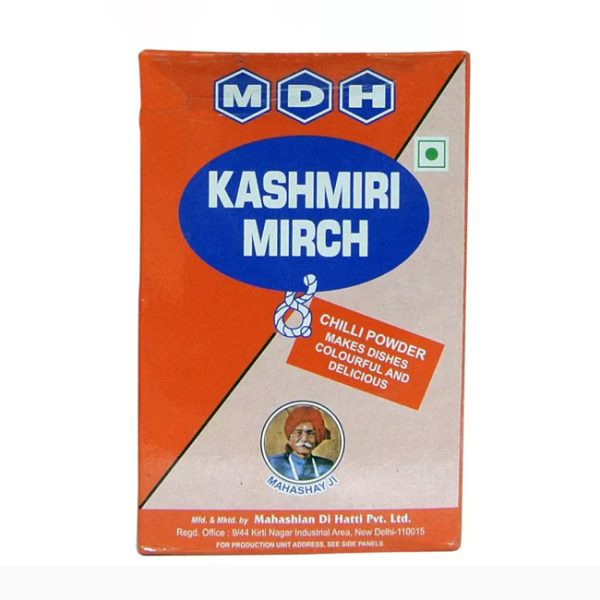 MDH
KASHMIRI
MIRCH
CHILLI POWDER
MAKES DISHES
COLOURFUL AND
DELICIOUS
MAHASHAY JI
Mfd. & Mktd. by Mahashian Di Hatti Pvt. Ltd.
Regd. Office : 9/44 Kirti Nagar Industrial Area, New Delhi-110015
FOR PRODUCTION UNIT ADDRESS, SEE SIDE PANELS